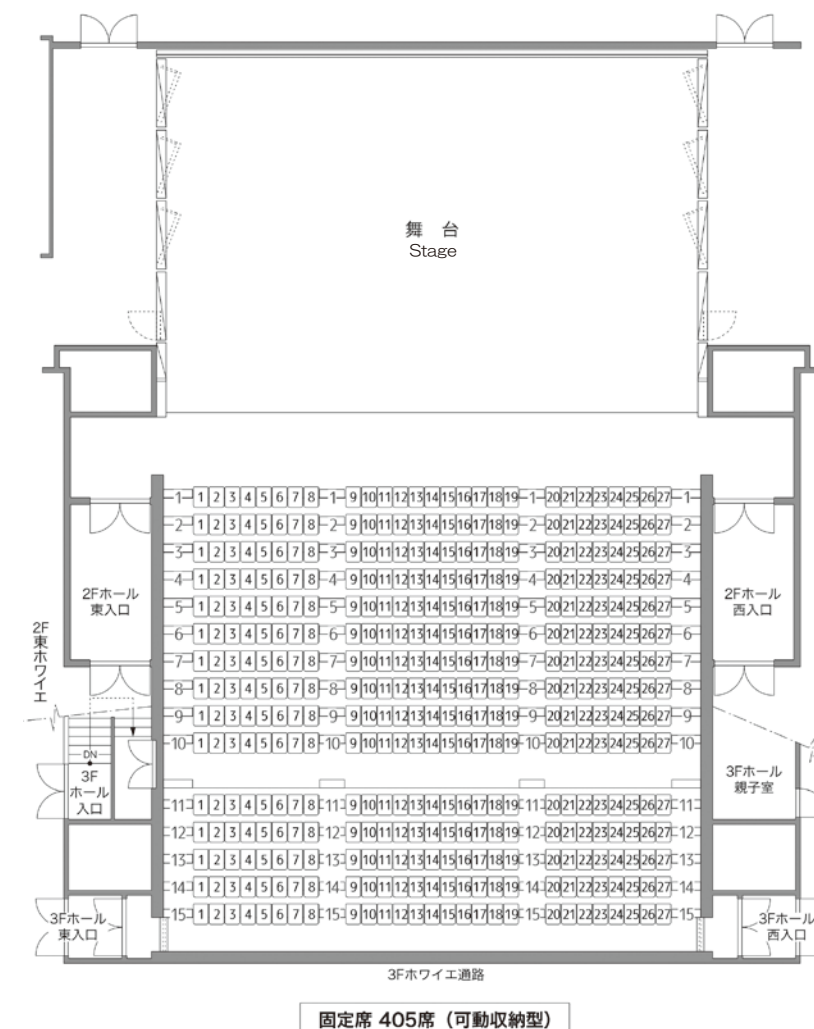 舞 台
Stage
1 1 2 3 4 5 6 7 8 1 9 10 11 12 13 14 15 16 17 18 19 1 20 21 22 23 24 25 26 27 1
2 1 2 3 4 5 6 7 8 2 9 10 11 12 13 14 15 16 17 18 19 2 20 21 22 23 24 25 26 27 2
3 1 2 3 4 5 6 7 8 3 9 10 11 12 13 14 15 16 17 18 19 3 20 21 22 23 24 25 26 27 3
4 1 2 3 4 5 6 7 8 4 9 10 11 12 13 14 15 16 17 18 19 4 20 21 22 23 24 25 26 27 4
5 1 2 3 4 5 6 7 8 5 9 10 11 12 13 14 15 16 17 18 19 5 20 21 22 23 24 25 26 27 5
6 1 2 3 4 5 6 7 8 6 9 10 11 12 13 14 15 16 17 18 19 6 20 21 22 23 24 25 26 27 6
7 1 2 3 4 5 6 7 8 7 9 10 11 12 13 14 15 16 17 18 19 7 20 21 22 23 24 25 26 27 7
8 1 2 3 4 5 6 7 8 8 9 10 11 12 13 14 15 16 17 18 19 8 20 21 22 23 24 25 26 27 8
9 1 2 3 4 5 6 7 8 9 9 10 11 12 13 14 15 16 17 18 19 9 20 21 22 23 24 25 26 27 9
10 1 2 3 4 5 6 7 8 10 9 10 11 12 13 14 15 16 17 18 19 10 20 21 22 23 24 25 26 27 10
11 1 2 3 4 5 6 7 8 11 9 10 11 12 13 14 15 16 17 18 19 11 20 21 22 23 24 25 26 27 11
12 1 2 3 4 5 6 7 8 12 9 10 11 12 13 14 15 16 17 18 19 12 20 21 22 23 24 25 26 27 12
13 1 2 3 4 5 6 7 8 13 9 10 11 12 13 14 15 16 17 18 19 13 20 21 22 23 24 25 26 27 13
14 1 2 3 4 5 6 7 8 14 9 10 11 12 13 14 15 16 17 18 19 14 20 21 22 23 24 25 26 27 14
15 1 2 3 4 5 6 7 8 15 9 10 11 12 13 14 15 16 17 18 19 15 20 21 22 23 24 25 26 27 15
2Fホール
東入口
2Fホール
西入口
2F東ホワイエ
DN
3F
ホール
入口
3Fホール
親子室
3Fホール
東入口
3Fホール
西入口
3Fホワイエ通路
固定席 405席（可動収納型）